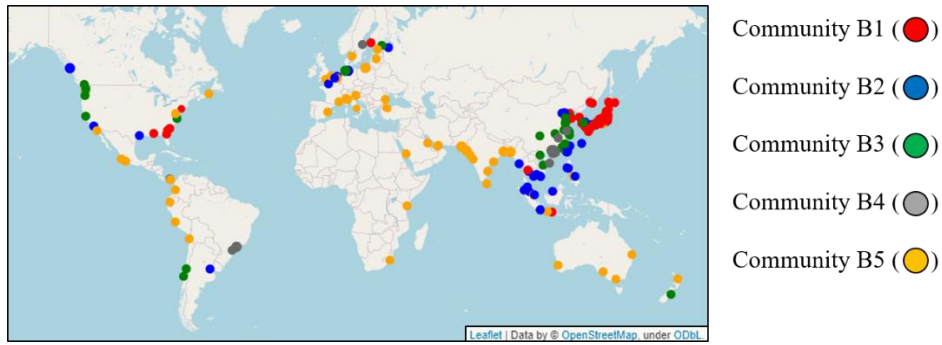 Community B1 ( )
Community B2 ( )
Community B3 ( )
Community B4 ( )
Community B5 ( )
Leaflet | Data by © OpenStreetMap, under ODbL.